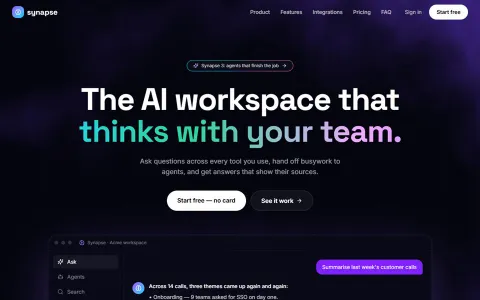 synapse
Product Features Integrations Pricing FAQ Sign in Start free
Synapse 3: agents that finish the job →
The AI workspace that
thinks with your team.
Ask questions across every tool you use, hand off busywork to
agents, and get answers that show their sources.
Start free — no card See it work →
Synapse · Acme workspace
Ask
Summarise last week's customer calls
Agents
Search
Across 14 calls, three themes came up again and again:
• Onboarding — 9 teams asked for SSO on day one.